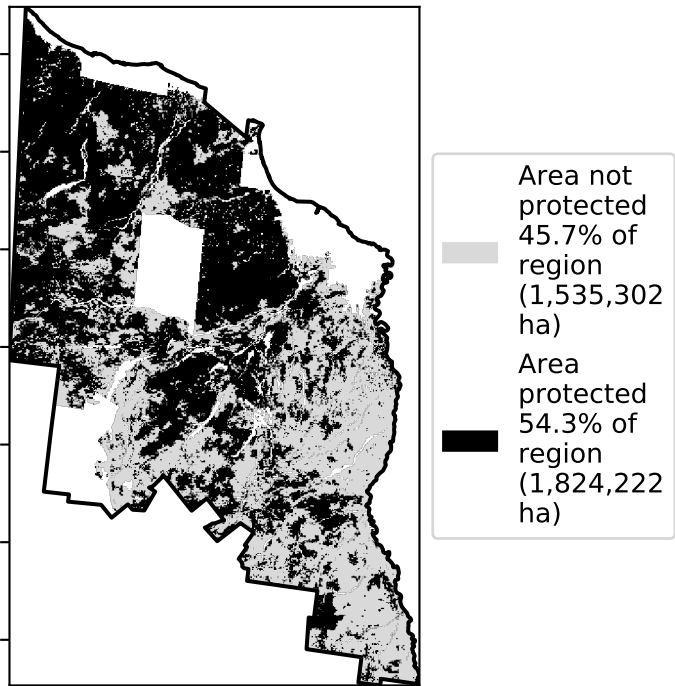 Area not
protected
45.7% of
region
(1,535,302
ha)
Area
protected
54.3% of
region
(1,824,222
ha)